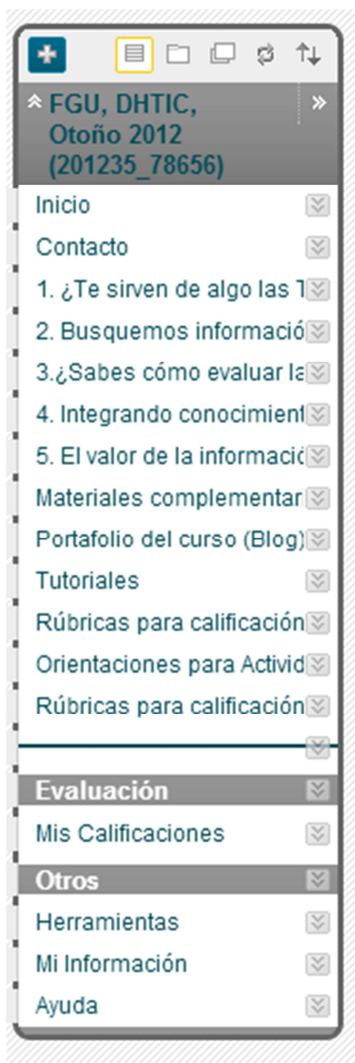 FGU, DHTIC,
Otoño 2012
(201235_78656)
Inicio
Contacto
1. ¿Te sirven de algo las T
2. Busquemos informació
3.¿Sabes cómo evaluar la
4. Integrando conocimient
5. El valor de la informació
Materiales complementar
Portafolio del curso (Blog)
Tutoriales
Rúbricas para calificación
Orientaciones para Activid
Rúbricas para calificación
Evaluación
Mis Calificaciones
Otros
Herramientas
Mi Información
Ayuda